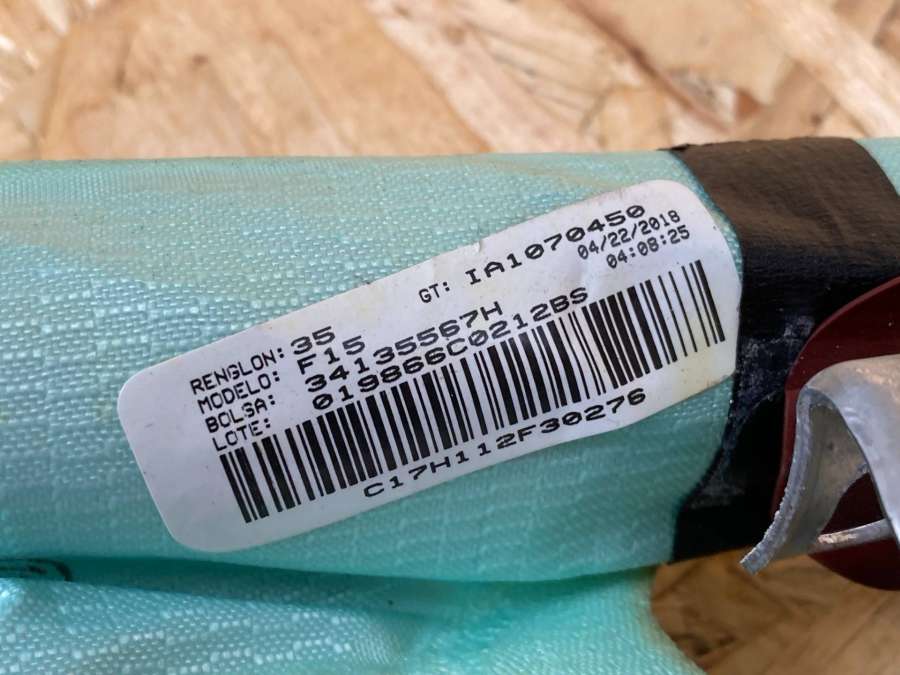 GT: IA1070450
04/22/2018
04:08:25
RENGLON: 35
MODELO: F15
BOLSA: 34135567H
LOTE: 019866C0212BS
C17H112F30276